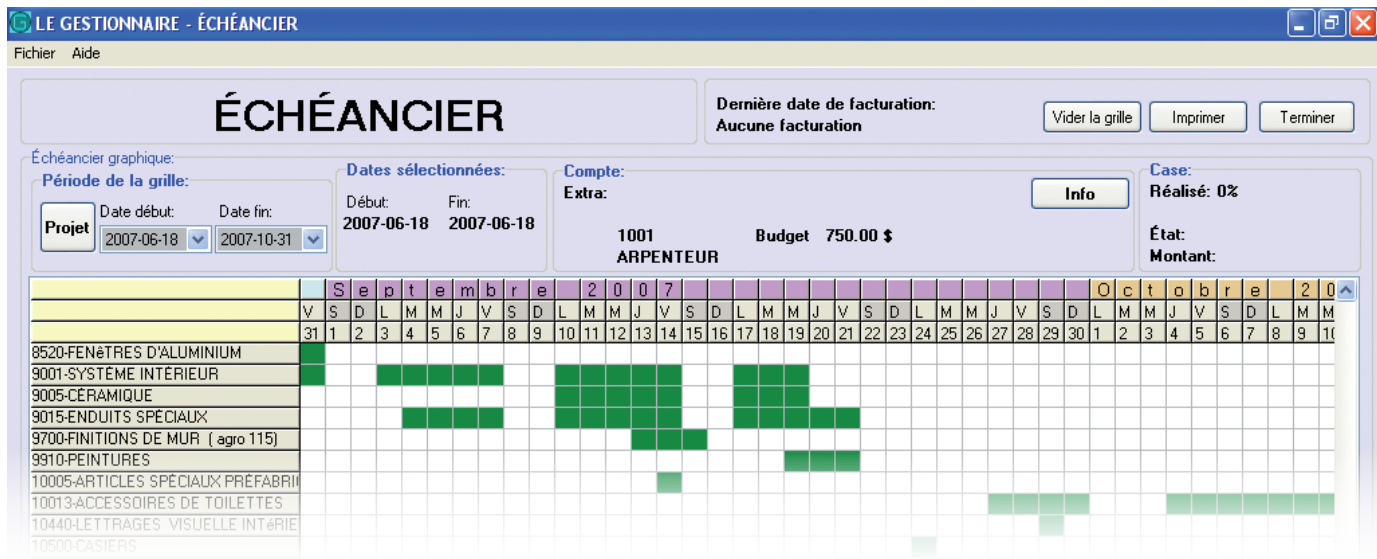 LE GESTIONNAIRE - ÉCHÉANCIER
Fichier Aide
ÉCHÉANCIER
Dernière date de facturation:
Aucune facturation
Vider la grille
Imprimer
Terminer
Échéancier graphique:
Période de la grille:
Projet
Date début: Date fin:
2007-06-18 2007-10-31
Dates sélectionnées:
Début: Fin:
2007-06-18 2007-06-18
Compte:
Extra:
Info
1001 Budget 750.00 $
ARPENTEUR
Case:
Réalisé: 0%
État:
Montant:
Septembre 2007 Octobre 20
V S D L M M J V S D L M M J V S D L M M J V S D L M M J V S D L M M J V S D L M M
31 1 2 3 4 5 6 7 8 9 10 11 12 13 14 15 16 17 18 19 20 21 22 23 24 25 26 27 28 29 30 1 2 3 4 5 6 7 8 9 10
8520-FENêTRES D'ALUMINIUM
9001-SYSTÈME INTÉRIEUR
9005-CÉRAMIQUE
9015-ENDUITS SPÉCIAUX
9700-FINITIONS DE MUR ( agro 115)
9910-PEINTURES
10005-ARTICLES SPÉCIAUX PRÉFABRI
10013-ACCESSOIRES DE TOILETTES
10440-LETTRAGES VISUELLE INTéRIE
10500-CASIERS